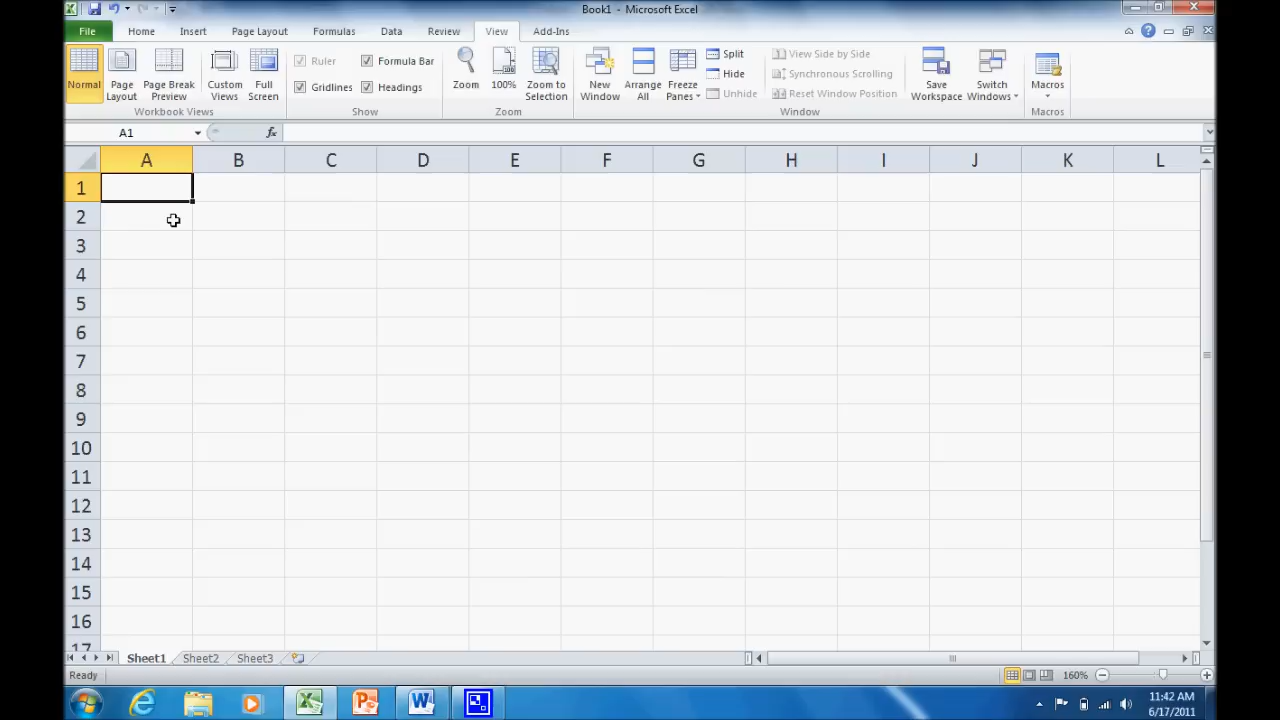 Book1 - Microsoft Excel
File Home Insert Page Layout Formulas Data Review View Add-Ins
Normal Page Layout Page Break Preview Custom Views Full Screen
Workbook Views
Ruler Formula Bar
Gridlines Headings
Show
Zoom 100% Zoom to Selection
Zoom
New Window Arrange All Freeze Panes
Split View Side by Side
Hide Synchronous Scrolling
Unhide Reset Window Position
Save Workspace Switch Windows
Window
Macros
Macros
A1 fx
A B C D E F G H I J K L
1
2
3
4
5
6
7
8
9
10
11
12
13
14
15
16
17
Sheet1 Sheet2 Sheet3
Ready 160%
11:42 AM
6/17/2011